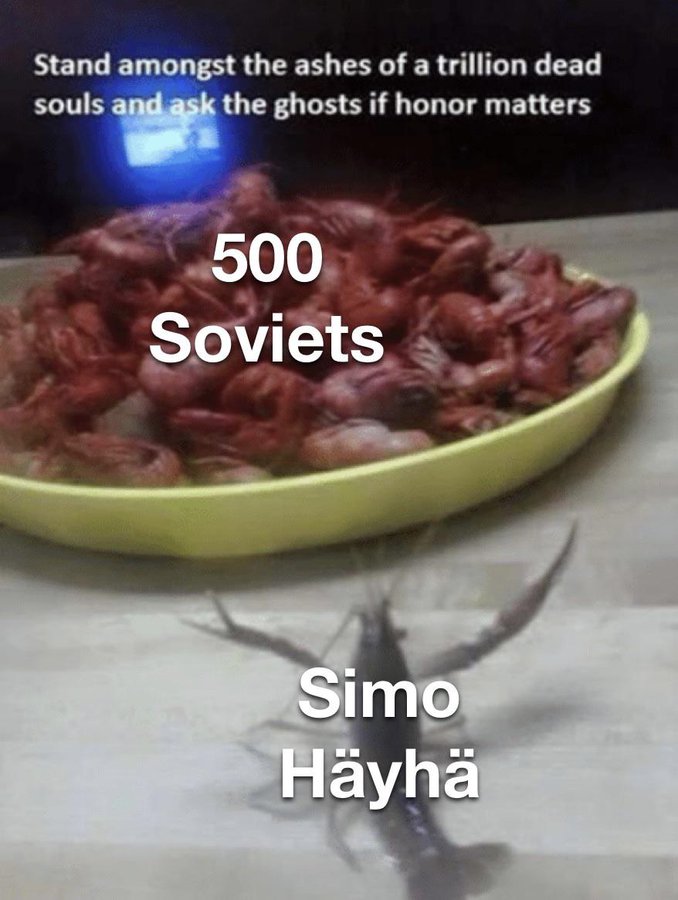 Stand amongst the ashes of a trillion dead
souls and ask the ghosts if honor matters
500
Soviets
Simo
Häyhä